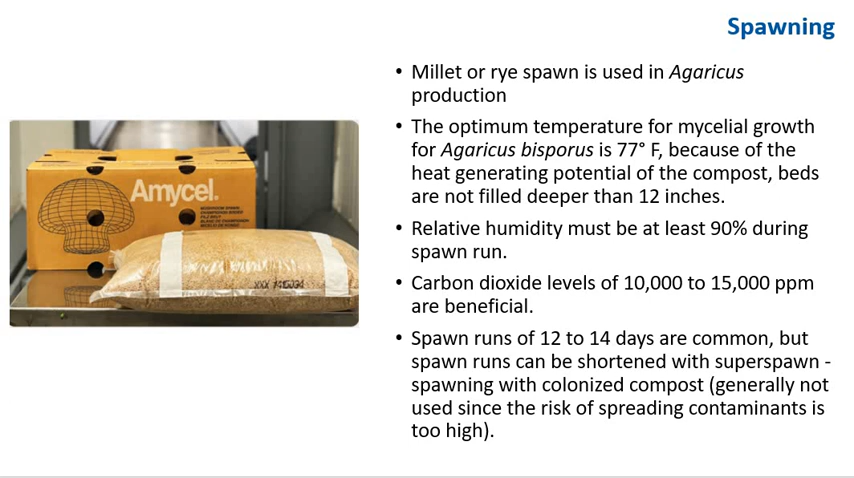 Spawning
• Millet or rye spawn is used in Agaricus
production
• The optimum temperature for mycelial growth
for Agaricus bisporus is 77° F, because of the
heat generating potential of the compost, beds
are not filled deeper than 12 inches.
• Relative humidity must be at least 90% during
spawn run.
• Carbon dioxide levels of 10,000 to 15,000 ppm
are beneficial.
• Spawn runs of 12 to 14 days are common, but
spawn runs can be shortened with superspawn -
spawning with colonized compost (generally not
used since the risk of spreading contaminants is
too high).
Amycel.
MUSHROOM SPAWN
XXX